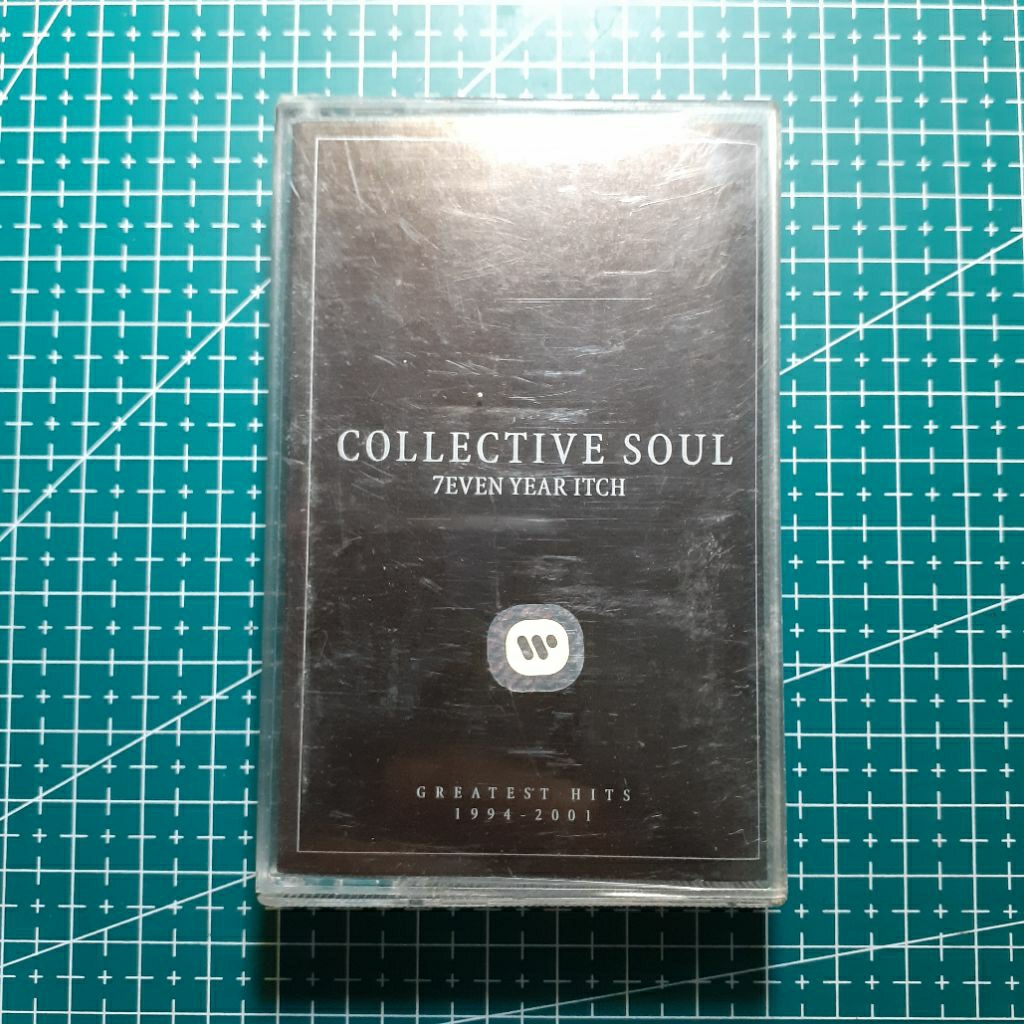 COLLECTIVE SOUL
7EVEN YEAR ITCH
GREATEST HITS
1994-2001